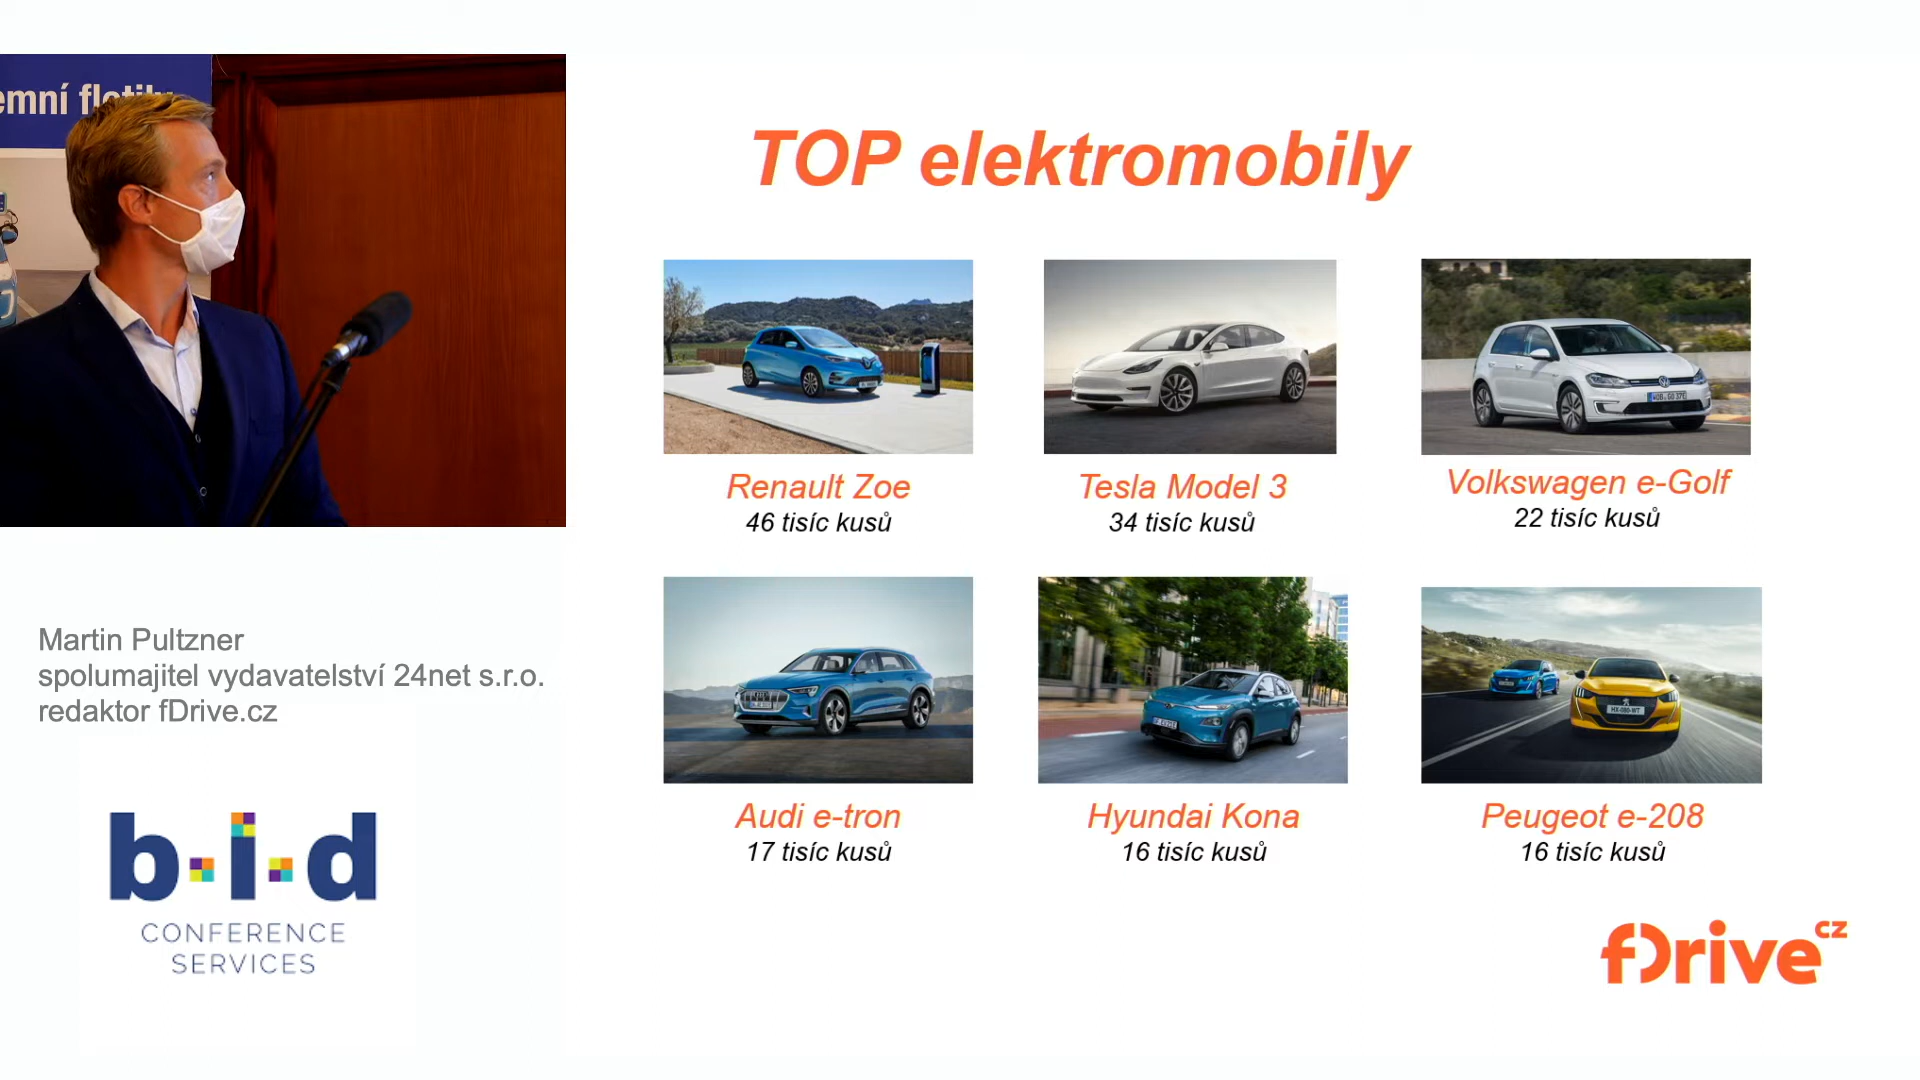 emní
TOP elektromobily
Renault Zoe
46 tisíc kusů
Tesla Model 3
34 tisíc kusů
Volkswagen e-Golf
22 tisíc kusů
Audi e-tron
17 tisíc kusů
Hyundai Kona
16 tisíc kusů
Peugeot e-208
16 tisíc kusů
Martin Pultzner
spolumajitel vydavatelství 24net s.r.o.
redaktor fDrive.cz
b·i·d
CONFERENCE
SERVICES
fDrive CZ